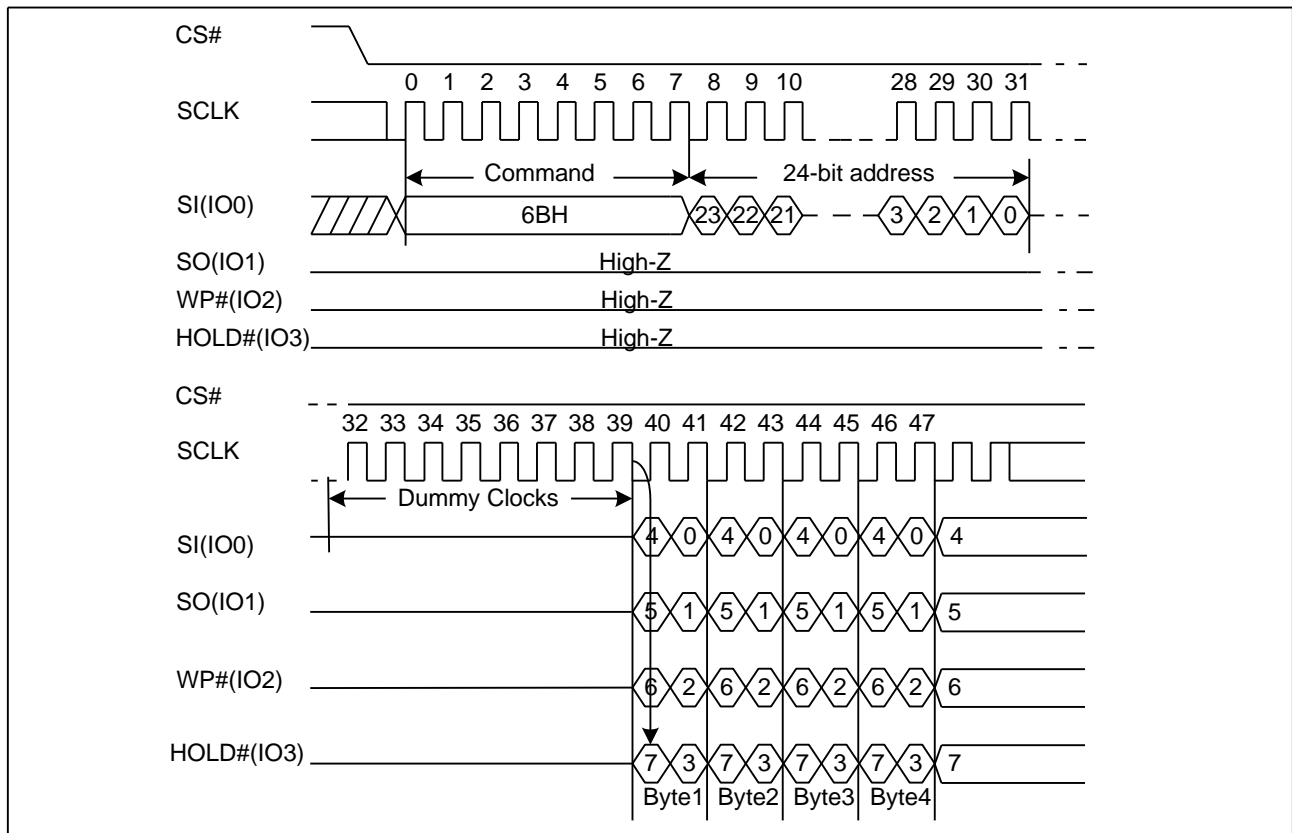 CS#
0 1 2 3 4 5 6 7 8 9 10 28 29 30 31
SCLK
Command 24-bit address
SI(IO0) 6BH 23 22 21 3 2 1 0
SO(IO1) High-Z
WP#(IO2) High-Z
HOLD#(IO3) High-Z
CS#
32 33 34 35 36 37 38 39 40 41 42 43 44 45 46 47
SCLK
Dummy Clocks
SI(IO0) 4 0 4 0 4 0 4 0 4
SO(IO1) 5 1 5 1 5 1 5 1 5
WP#(IO2) 6 2 6 2 6 2 6 2 6
HOLD#(IO3) 7 3 7 3 7 3 7 3 7
Byte1 Byte2 Byte3 Byte4